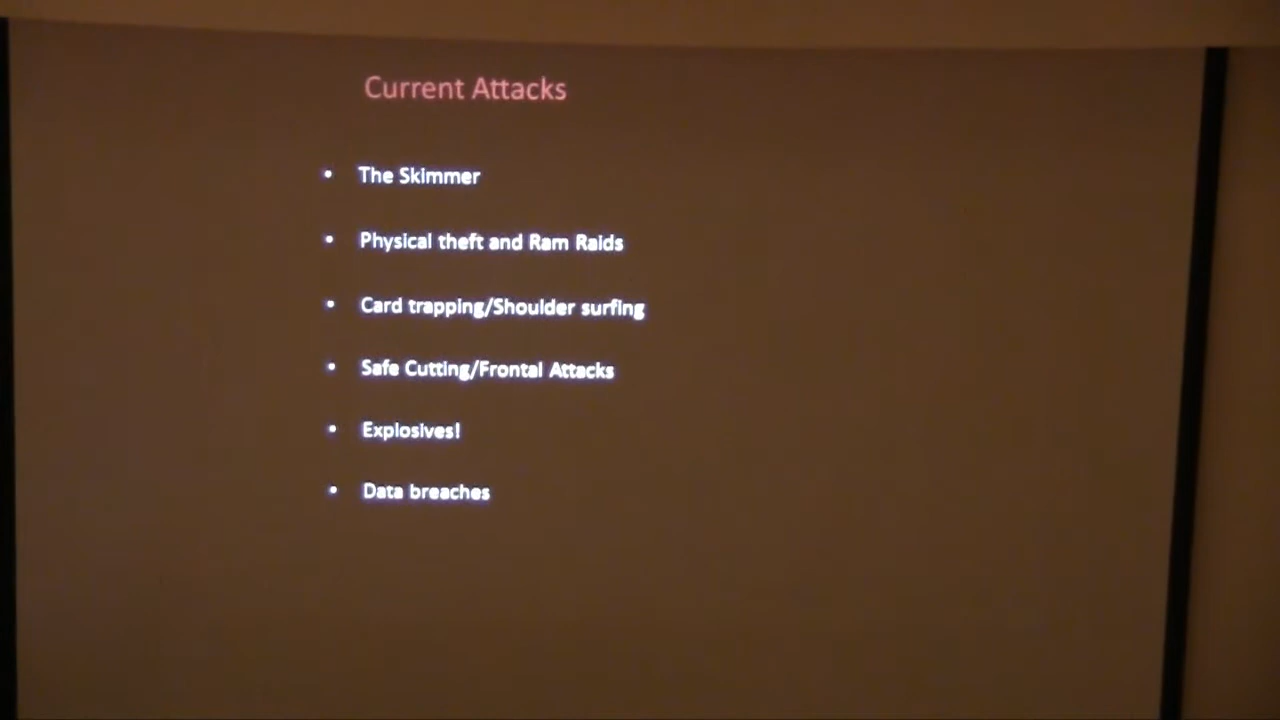 Current Attacks
• The Skimmer
• Physical theft and Ram Raids
• Card trapping/Shoulder surfing
• Safe Cutting/Frontal Attacks
• Explosives!
• Data breaches